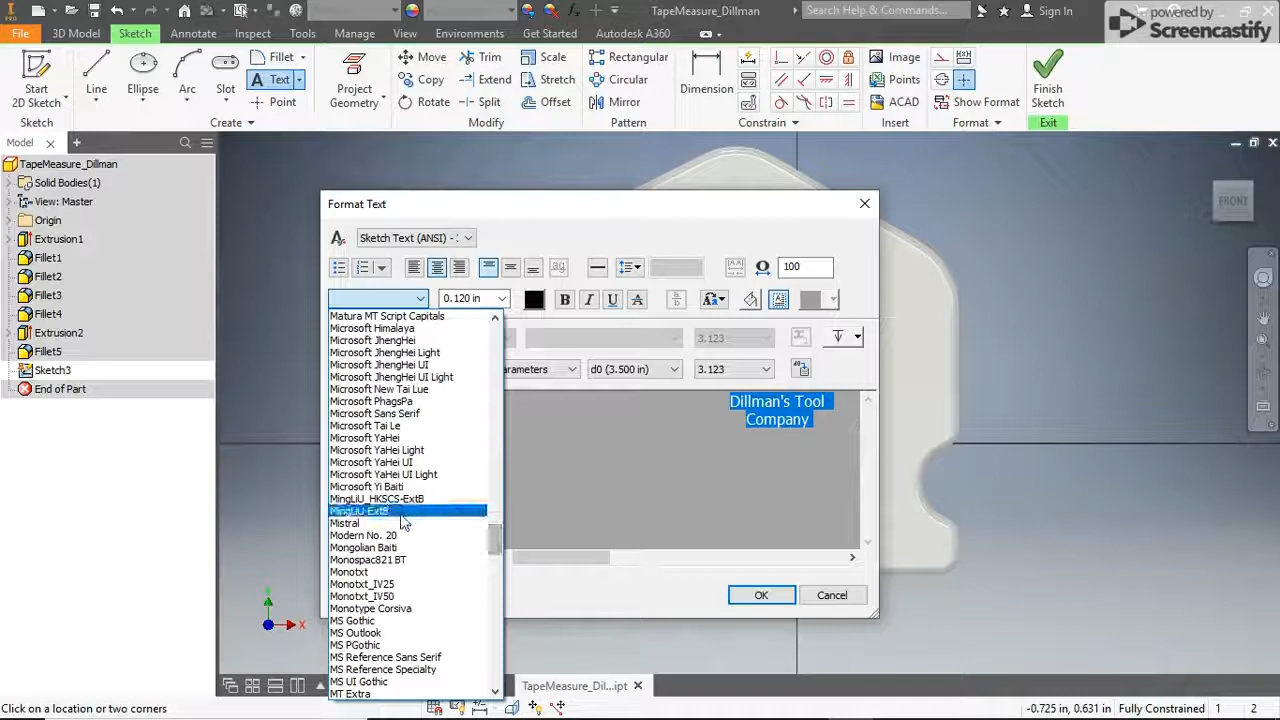 TapeMeasure_Dillman
Search Help & Commands...
Sign In
powered by
Screencastify
PRO
File
3D Model
Sketch
Annotate
Inspect
Tools
Manage
View
Environments
Get Started
Autodesk A360
Start
2D Sketch
Line
Ellipse
Arc
Slot
Fillet
Text
Point
Project
Geometry
Move
Copy
Rotate
Trim
Extend
Split
Scale
Stretch
Offset
Rectangular
Circular
Mirror
Dimension
Image
Points
ACAD
Show Format
Finish
Sketch
Sketch
Create
Modify
Pattern
Constrain
Insert
Format
Exit
Model
TapeMeasure_Dillman
Solid Bodies(1)
View: Master
Origin
Extrusion1
Fillet1
Fillet2
Fillet3
Fillet4
Extrusion2
Fillet5
Sketch3
End of Part
FRONT
Format Text
Sketch Text (ANSI) -
100
0.120 in
B I U A
3.123
arameters
d0 (3.500 in)
3.123
Dillman's Tool
Company
Matura MT Script Capitals
Microsoft Himalaya
Microsoft JhengHei
Microsoft JhengHei Light
Microsoft JhengHei UI
Microsoft JhengHei UI Light
Microsoft New Tai Lue
Microsoft PhagsPa
Microsoft Sans Serif
Microsoft Tai Le
Microsoft YaHei
Microsoft YaHei Light
Microsoft YaHei UI
Microsoft YaHei UI Light
Microsoft Yi Baiti
MingLiU_HKSCS-ExtB
MingLiU-ExtB
Mistral
Modern No. 20
Mongolian Baiti
Monospac821 BT
Monotxt
Monotxt_IV25
Monotxt_IV50
Monotype Corsiva
MS Gothic
MS Outlook
MS PGothic
MS Reference Sans Serif
MS Reference Specialty
MS UI Gothic
MT Extra
OK
Cancel
TapeMeasure_Dil...ipt
Click on a location or two corners
-0.725 in, 0.631 in
Fully Constrained
1
2